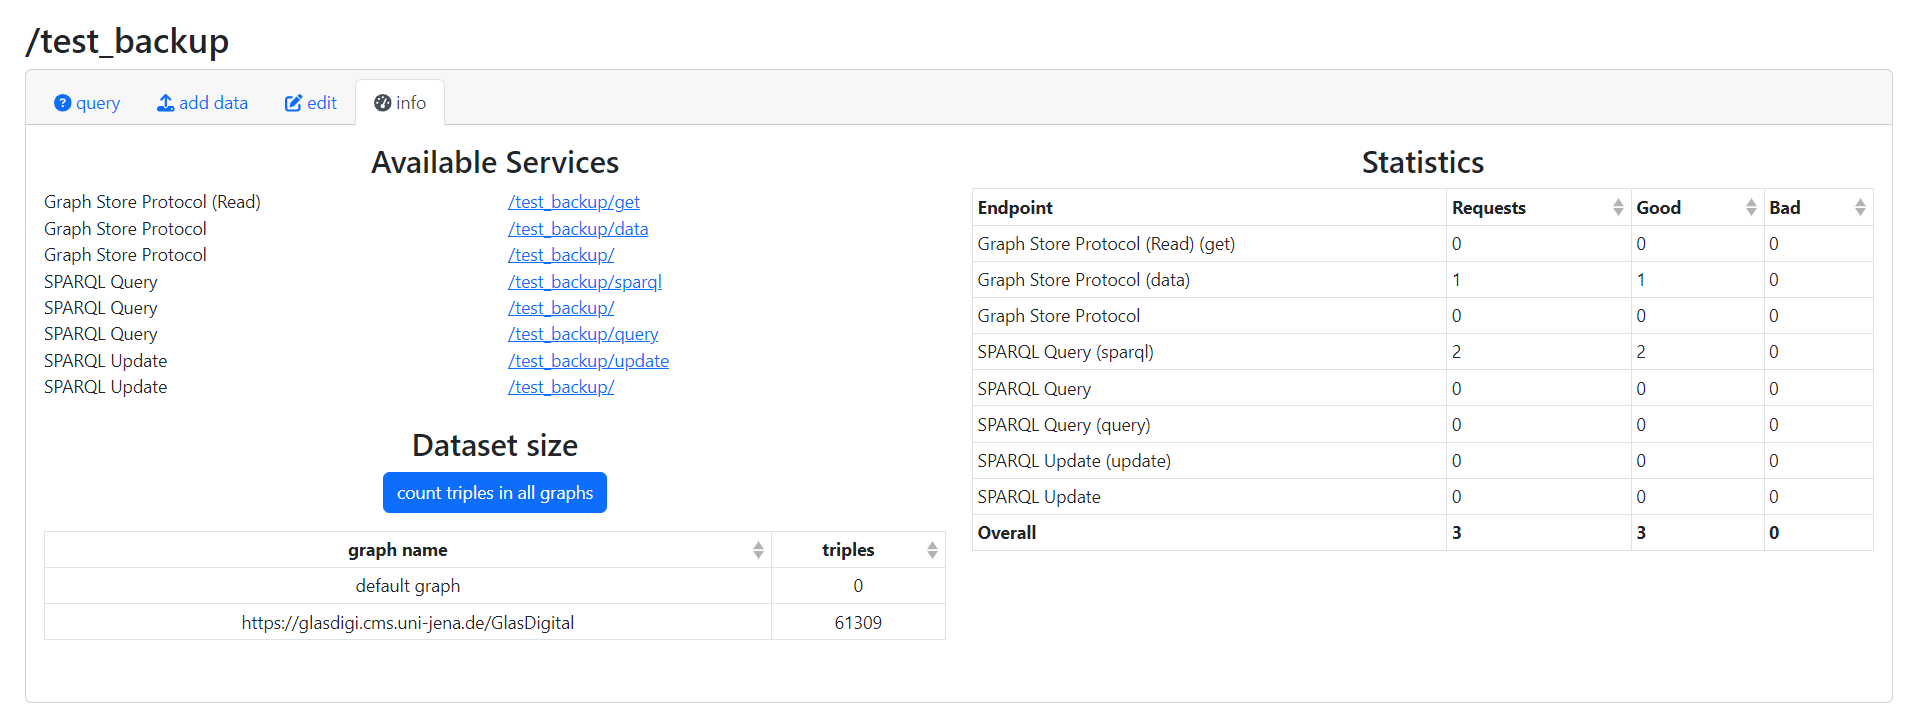 /test_backup
query add data edit info
Available Services
Graph Store Protocol (Read) /test_backup/get
Graph Store Protocol /test_backup/data
Graph Store Protocol /test_backup/
SPARQL Query /test_backup/sparql
SPARQL Query /test_backup/
SPARQL Query /test_backup/query
SPARQL Update /test_backup/update
SPARQL Update /test_backup/
Dataset size
count triples in all graphs
graph name triples
default graph 0
https://glasdigi.cms.uni-jena.de/GlasDigital 61309
Statistics
Endpoint Requests Good Bad
Graph Store Protocol (Read) (get) 0 0 0
Graph Store Protocol (data) 1 1 0
Graph Store Protocol 0 0 0
SPARQL Query (sparql) 2 2 0
SPARQL Query 0 0 0
SPARQL Query (query) 0 0 0
SPARQL Update (update) 0 0 0
SPARQL Update 0 0 0
Overall 3 3 0